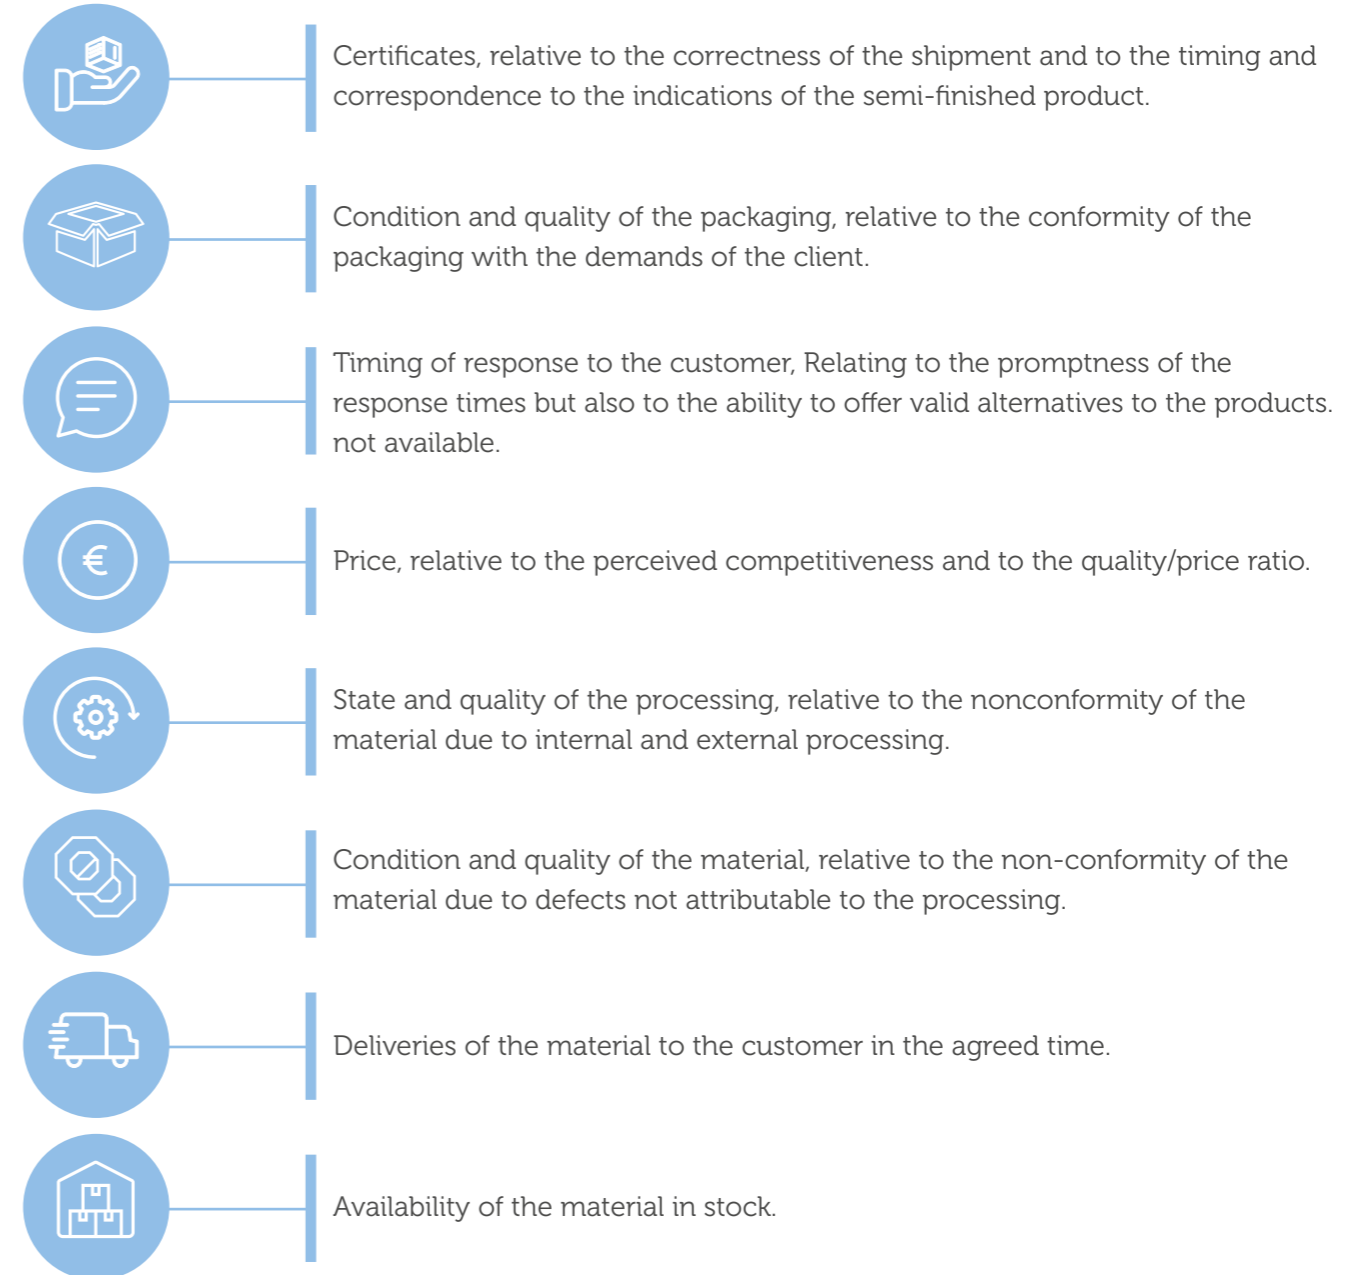 Certificates, relative to the correctness of the shipment and to the timing and
correspondence to the indications of the semi-finished product.
Condition and quality of the packaging, relative to the conformity of the
packaging with the demands of the client.
Timing of response to the customer, Relating to the promptness of the
response times but also to the ability to offer valid alternatives to the products.
not available.
€
Price, relative to the perceived competitiveness and to the quality/price ratio.
State and quality of the processing, relative to the nonconformity of the
material due to internal and external processing.
Condition and quality of the material, relative to the non-conformity of the
material due to defects not attributable to the processing.
Deliveries of the material to the customer in the agreed time.
Availability of the material in stock.